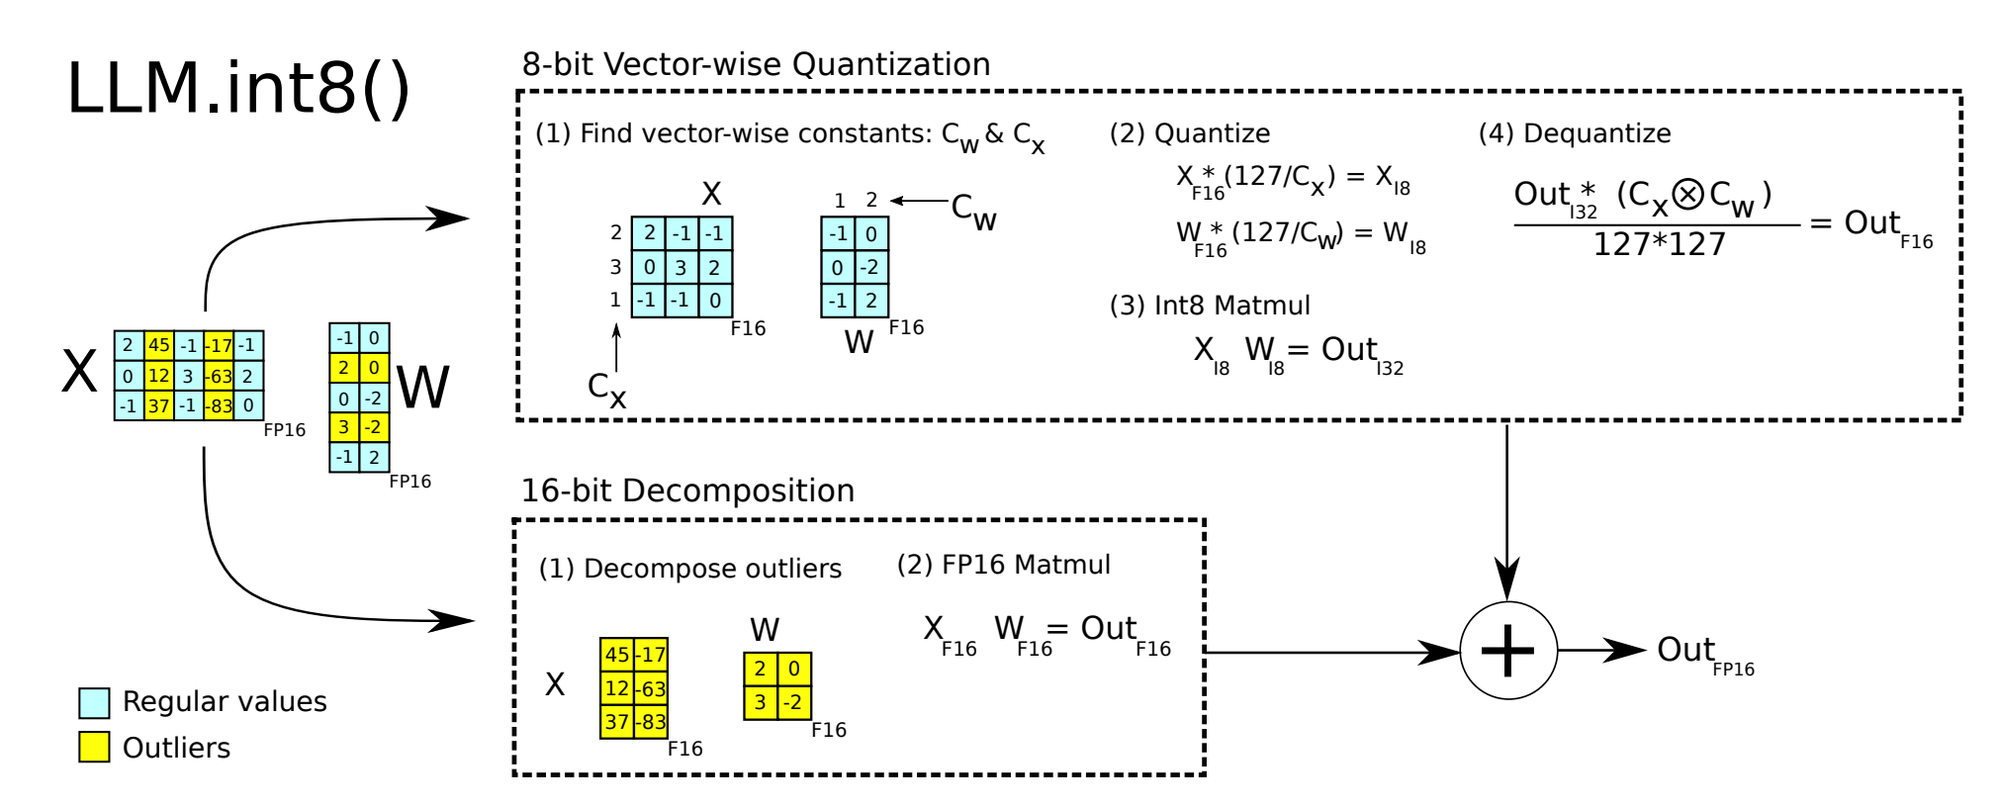 LLM.int8()
X
2 45 -1 -17 -1
0 12 3 -63 2
-1 37 -1 -83 0
FP16
-1 0
2 0
0 -2
3 -2
-1 2
W
FP16
Regular values
Outliers
8-bit Vector-wise Quantization
(1) Find vector-wise constants: Cw & Cx
X
2 2 -1 -1
3 0 3 2
1 -1 -1 0
F16
Cx
1 2
Cw
-1 0
0 -2
-1 2
F16
W
(2) Quantize
XF16 * (127/Cx) = XI8
WF16 * (127/Cw) = WI8
(3) Int8 Matmul
XI8 WI8 = OutI32
(4) Dequantize
OutI32 * (Cx⊗Cw)
127*127
= OutF16
16-bit Decomposition
(1) Decompose outliers
X
45 -17
12 -63
37 -83
F16
W
2 0
3 -2
F16
(2) FP16 Matmul
XF16 WF16 = OutF16
+
OutFP16